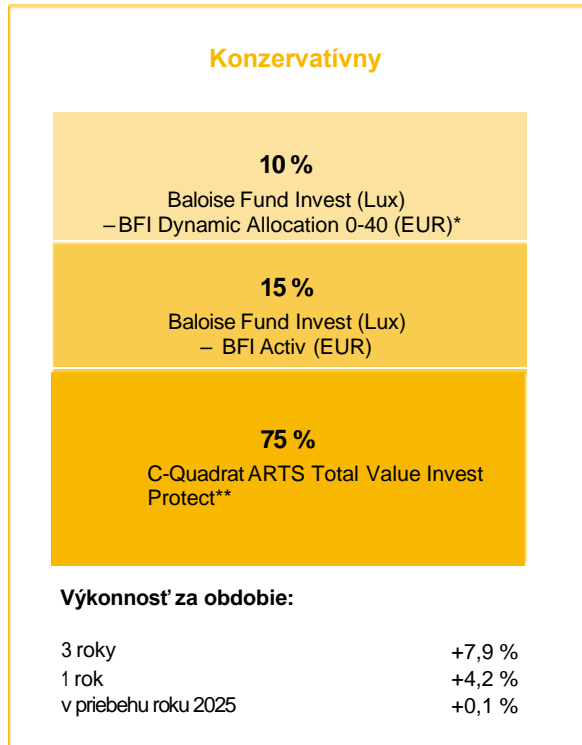 Konzervatívny
10 %
Baloise Fund Invest (Lux)
– BFI Dynamic Allocation 0-40 (EUR)*
15 %
Baloise Fund Invest (Lux)
– BFI Activ (EUR)
75 %
C-Quadrat ARTS Total Value Invest
Protect**
Výkonnosť za obdobie:
3 roky +7,9 %
1 rok +4,2 %
v priebehu roku 2025 +0,1 %